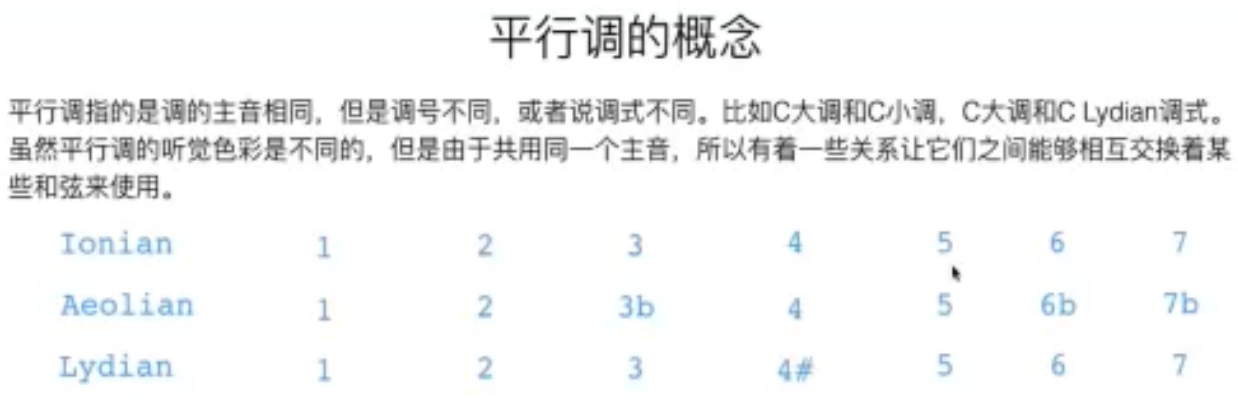 平行调的概念
平行调指的是调的主音相同，但是调号不同，或者说调式不同。比如C大调和C小调，C大调和C Lydian调式。
虽然平行调的听觉色彩是不同的，但是由于共用同一个主音，所以有着一些关系让它们之间能够相互交换着某
些和弦来使用。
Ionian 1 2 3 4 5 6 7
Aeolian 1 2 3b 4 5 6b 7b
Lydian 1 2 3 4# 5 6 7